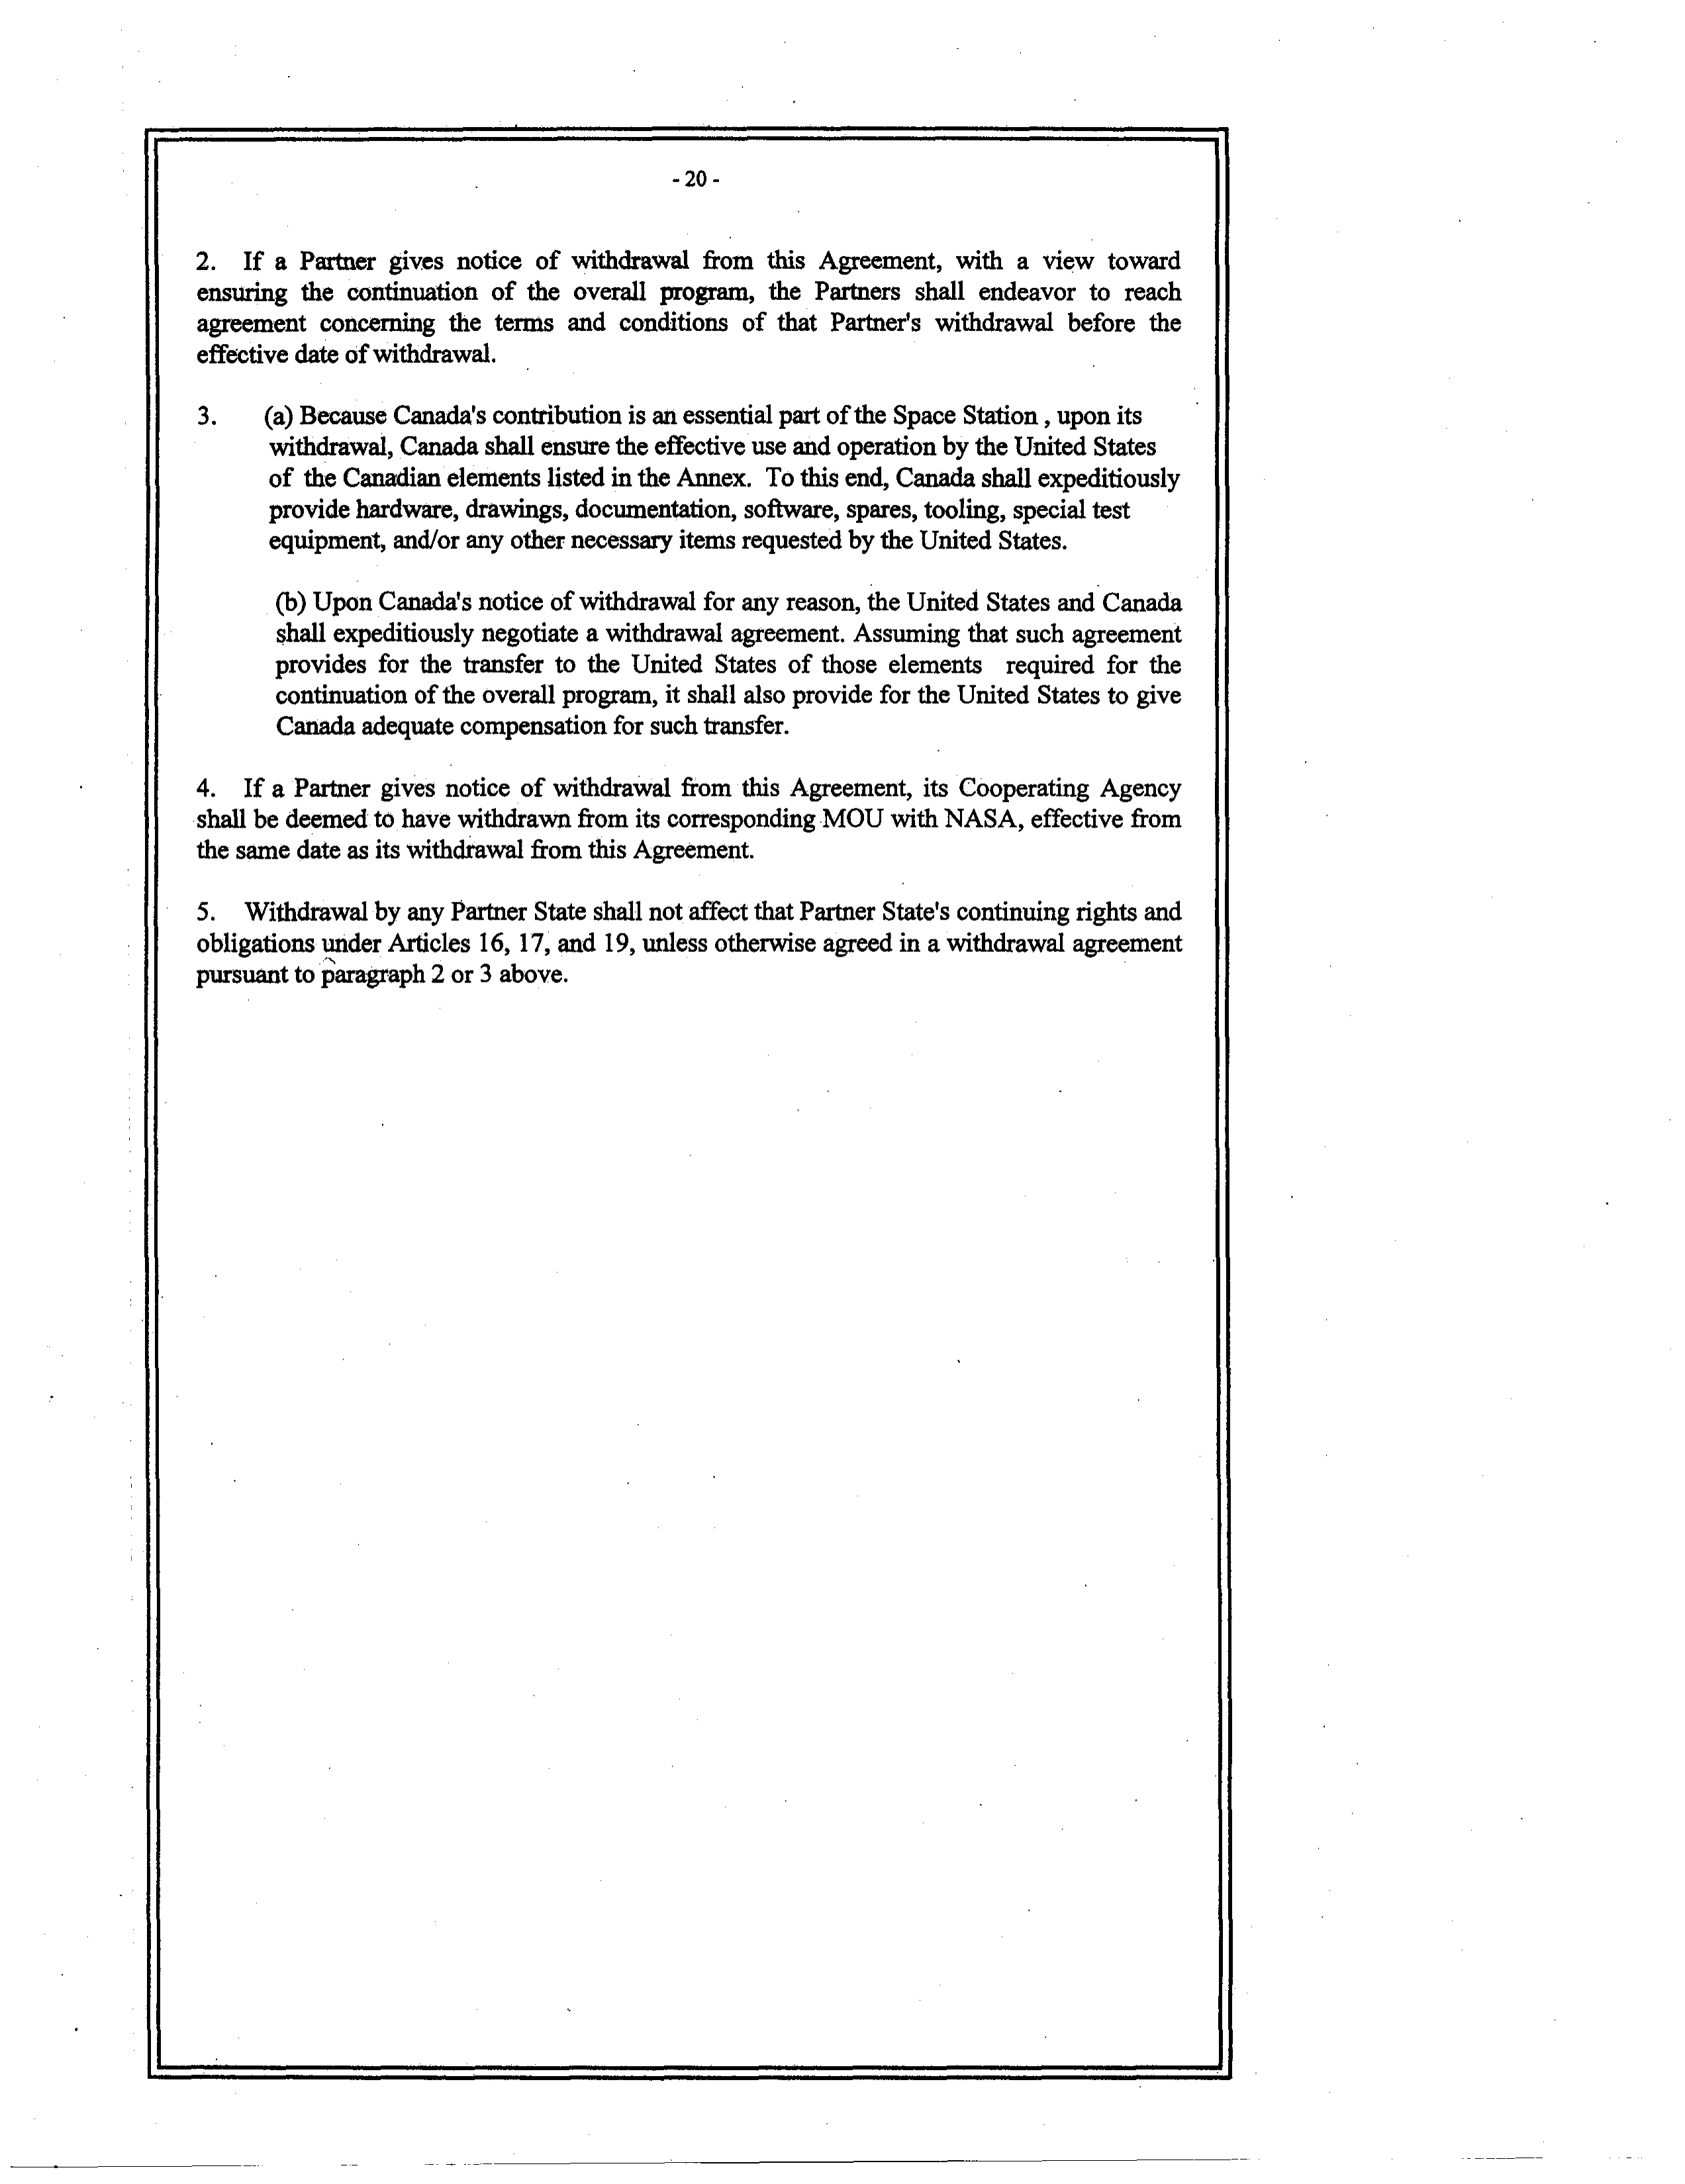 - 20 -
2. If a Partner gives notice of withdrawal from this Agreement, with a view toward
ensuring the continuation of the overall program, the Partners shall endeavor to reach
agreement concerning the terms and conditions of that Partner's withdrawal before the
effective date of withdrawal.
3. (a) Because Canada's contribution is an essential part of the Space Station , upon its
withdrawal, Canada shall ensure the effective use and operation by the United States
of the Canadian elements listed in the Annex. To this end, Canada shall expeditiously
provide hardware, drawings, documentation, software, spares, tooling, special test
equipment, and/or any other necessary items requested by the United States.
(b) Upon Canada's notice of withdrawal for any reason, the United States and Canada
shall expeditiously negotiate a withdrawal agreement. Assuming that such agreement
provides for the transfer to the United States of those elements required for the
continuation of the overall program, it shall also provide for the United States to give
Canada adequate compensation for such transfer.
4. If a Partner gives notice of withdrawal from this Agreement, its Cooperating Agency
shall be deemed to have withdrawn from its corresponding MOU with NASA, effective from
the same date as its withdrawal from this Agreement.
5. Withdrawal by any Partner State shall not affect that Partner State's continuing rights and
obligations under Articles 16, 17, and 19, unless otherwise agreed in a withdrawal agreement
pursuant to paragraph 2 or 3 above.